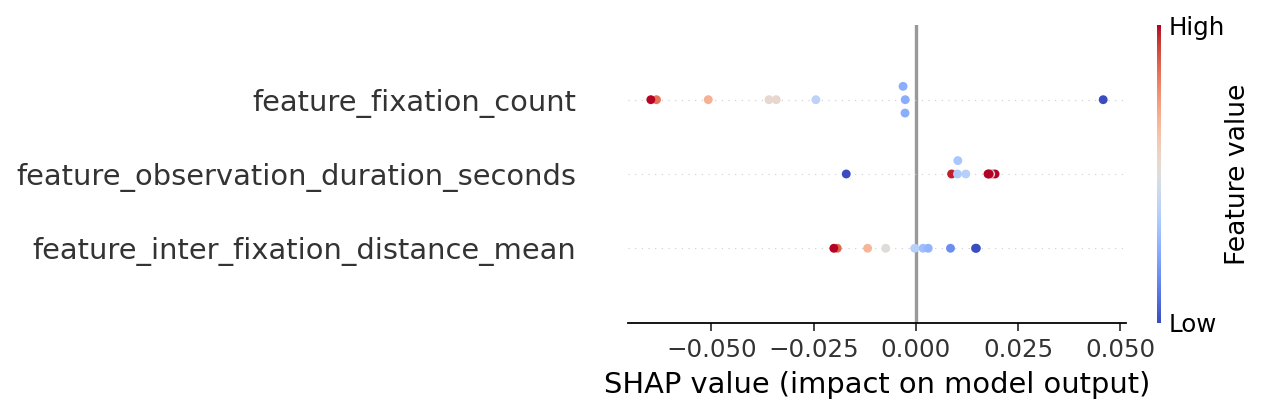 High
feature_fixation_count
feature_observation_duration_seconds
feature_inter_fixation_distance_mean
Feature value
Low
−0.050 −0.025 0.000 0.025 0.050
SHAP value (impact on model output)